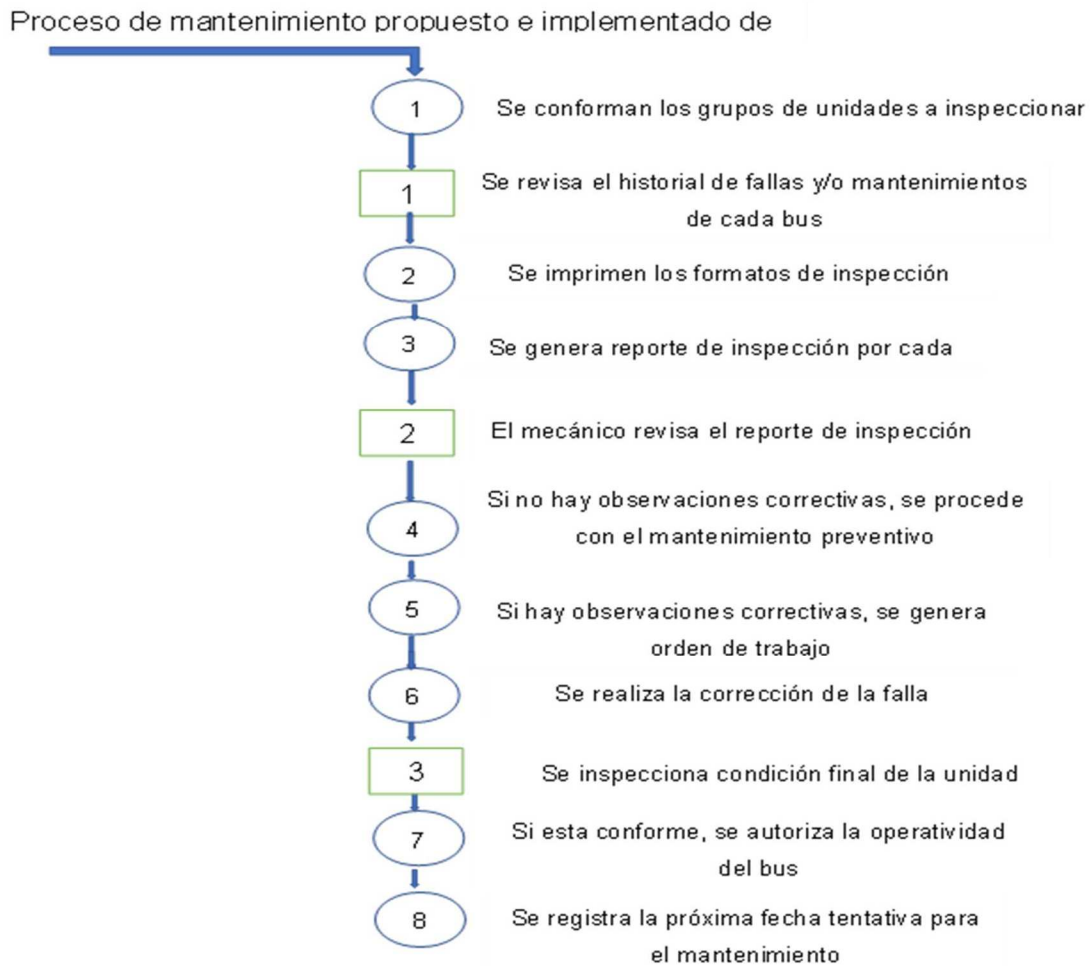 Proceso de mantenimiento propuesto e implementado de
1
Se conforman los grupos de unidades a inspeccionar
1
Se revisa el historial de fallas y/o mantenimientos
de cada bus
2
Se imprimen los formatos de inspección
3
Se genera reporte de inspección por cada
2
El mecánico revisa el reporte de inspección
4
Si no hay observaciones correctivas, se procede
con el mantenimiento preventivo
5
Si hay observaciones correctivas, se genera
orden de trabajo
6
Se realiza la corrección de la falla
3
Se inspecciona condición final de la unidad
7
Si esta conforme, se autoriza la operatividad
del bus
8
Se registra la próxima fecha tentativa para
el mantenimiento